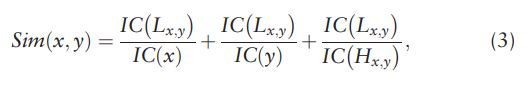 Sim(x, y) = IC(L_{x,y})/IC(x) + IC(L_{x,y})/IC(y) + IC(L_{x,y})/IC(H_{x,y}), (3)